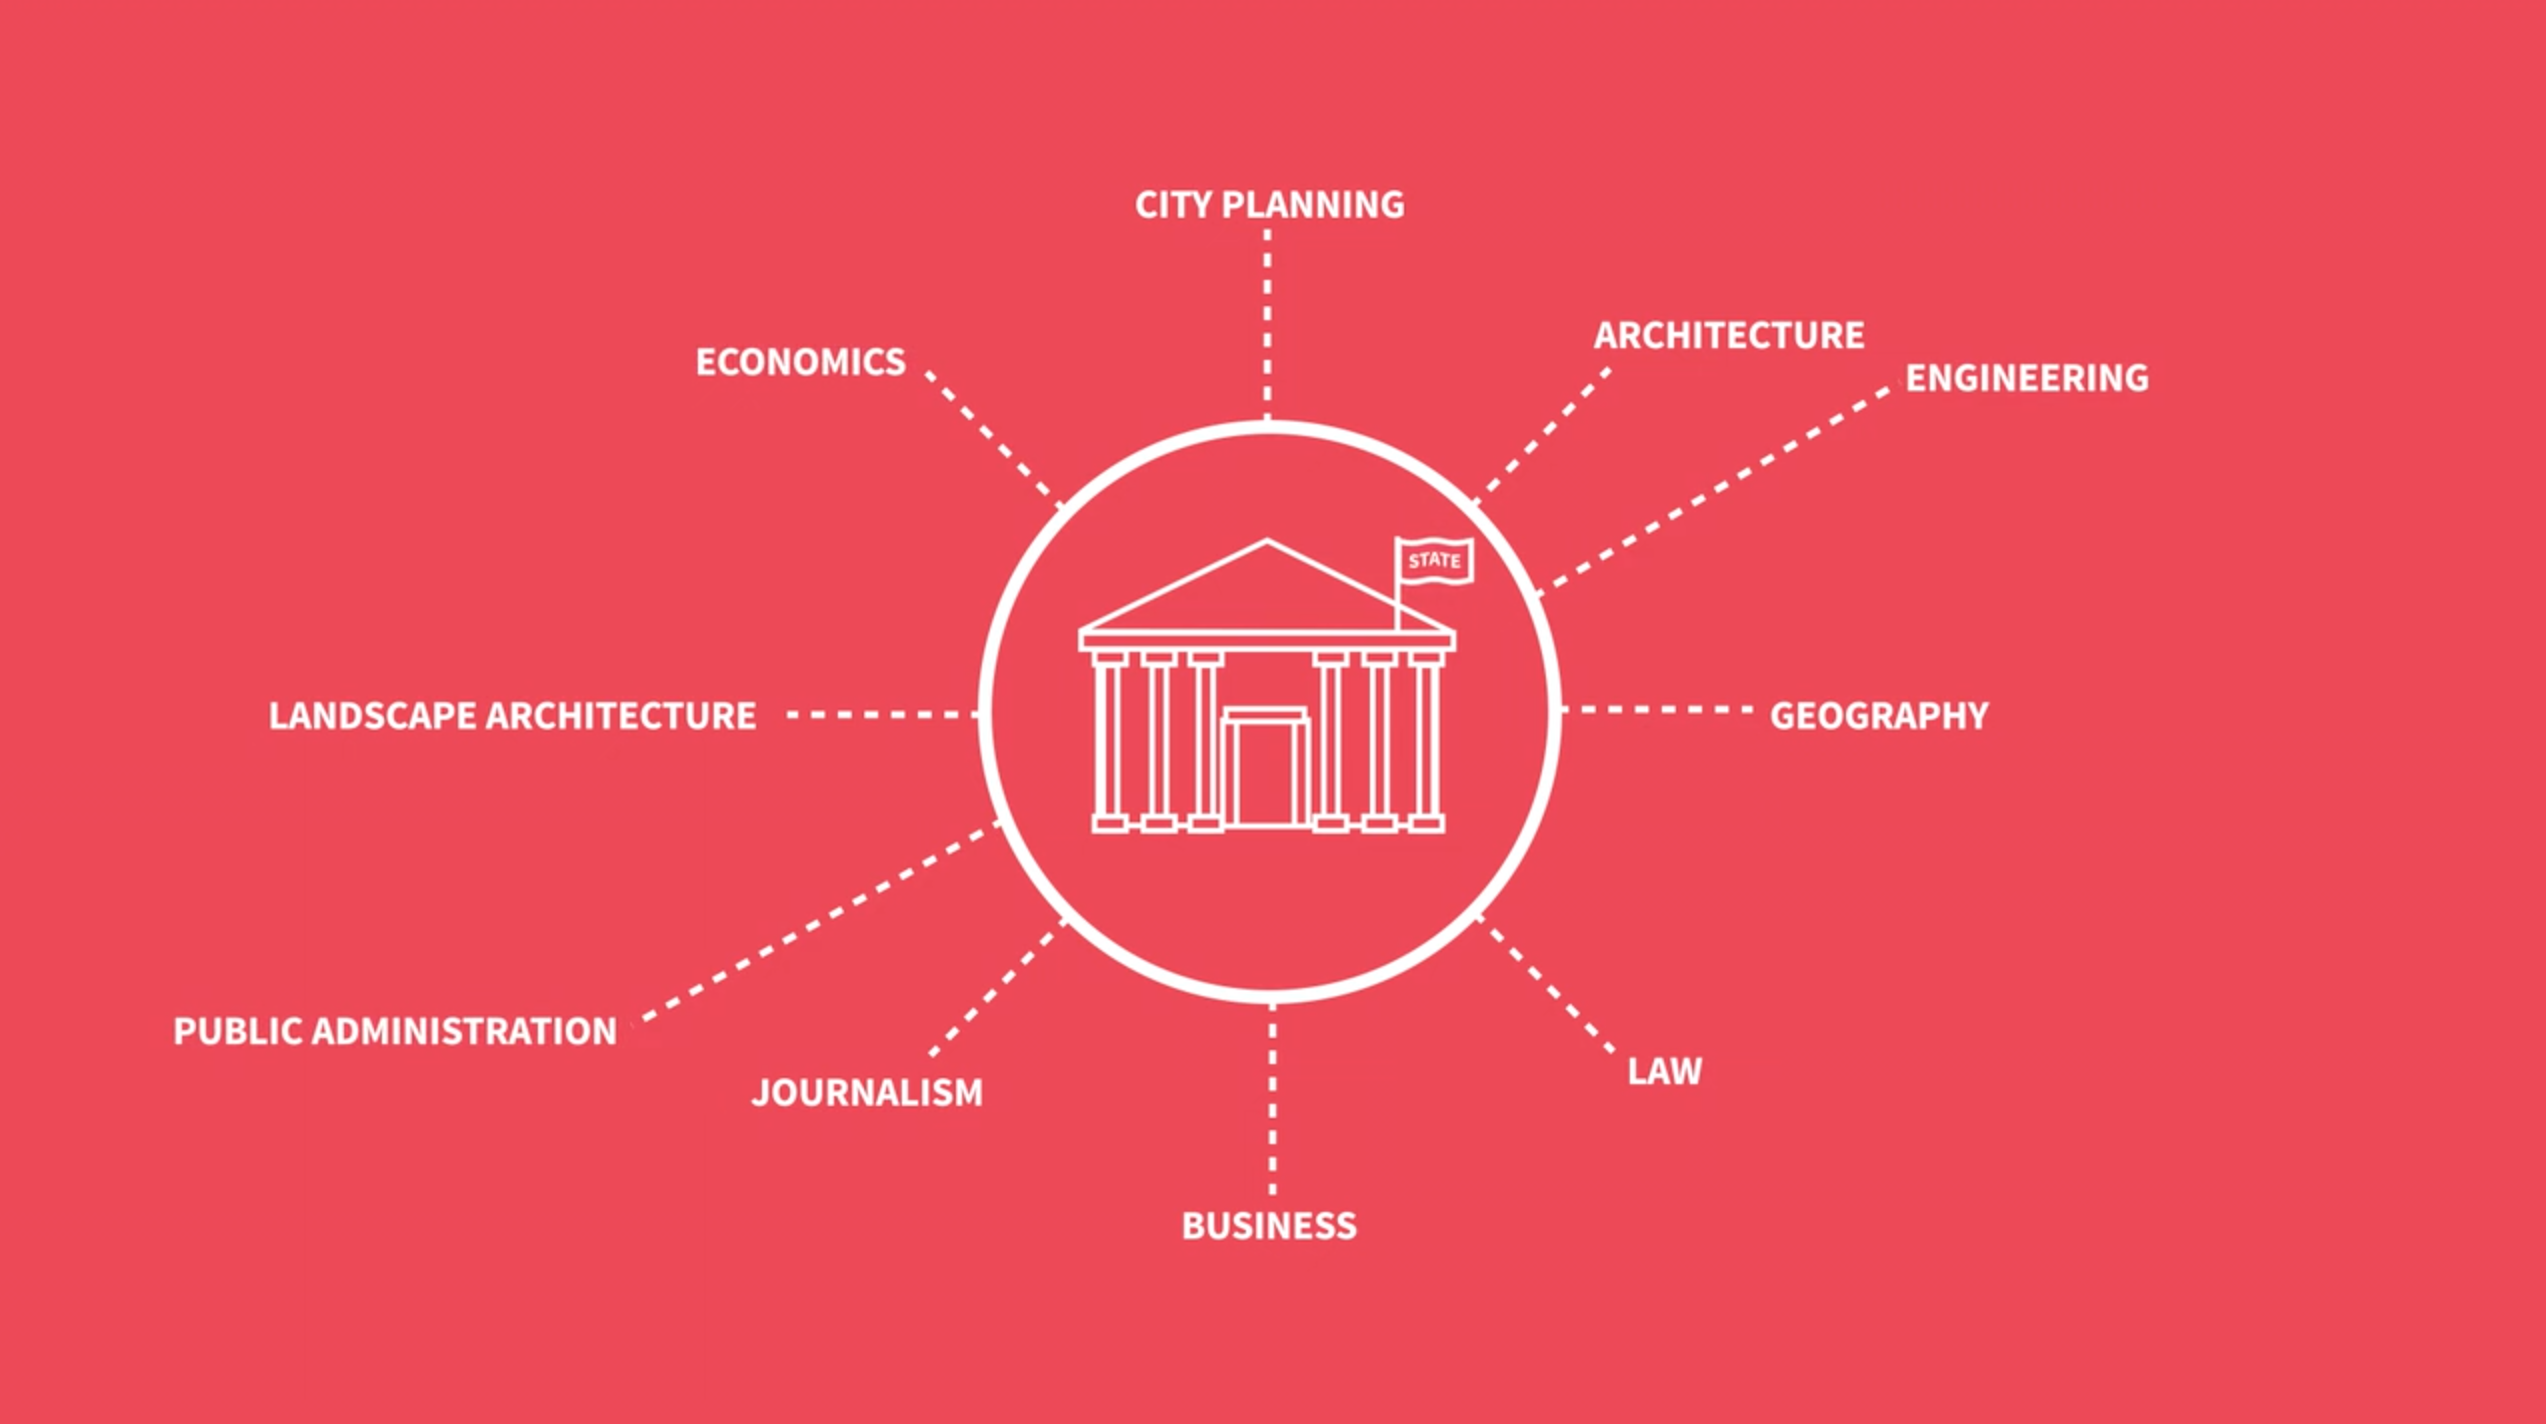 CITY PLANNING
ARCHITECTURE
ECONOMICS
ENGINEERING
STATE
LANDSCAPE ARCHITECTURE
GEOGRAPHY
PUBLIC ADMINISTRATION
LAW
JOURNALISM
BUSINESS